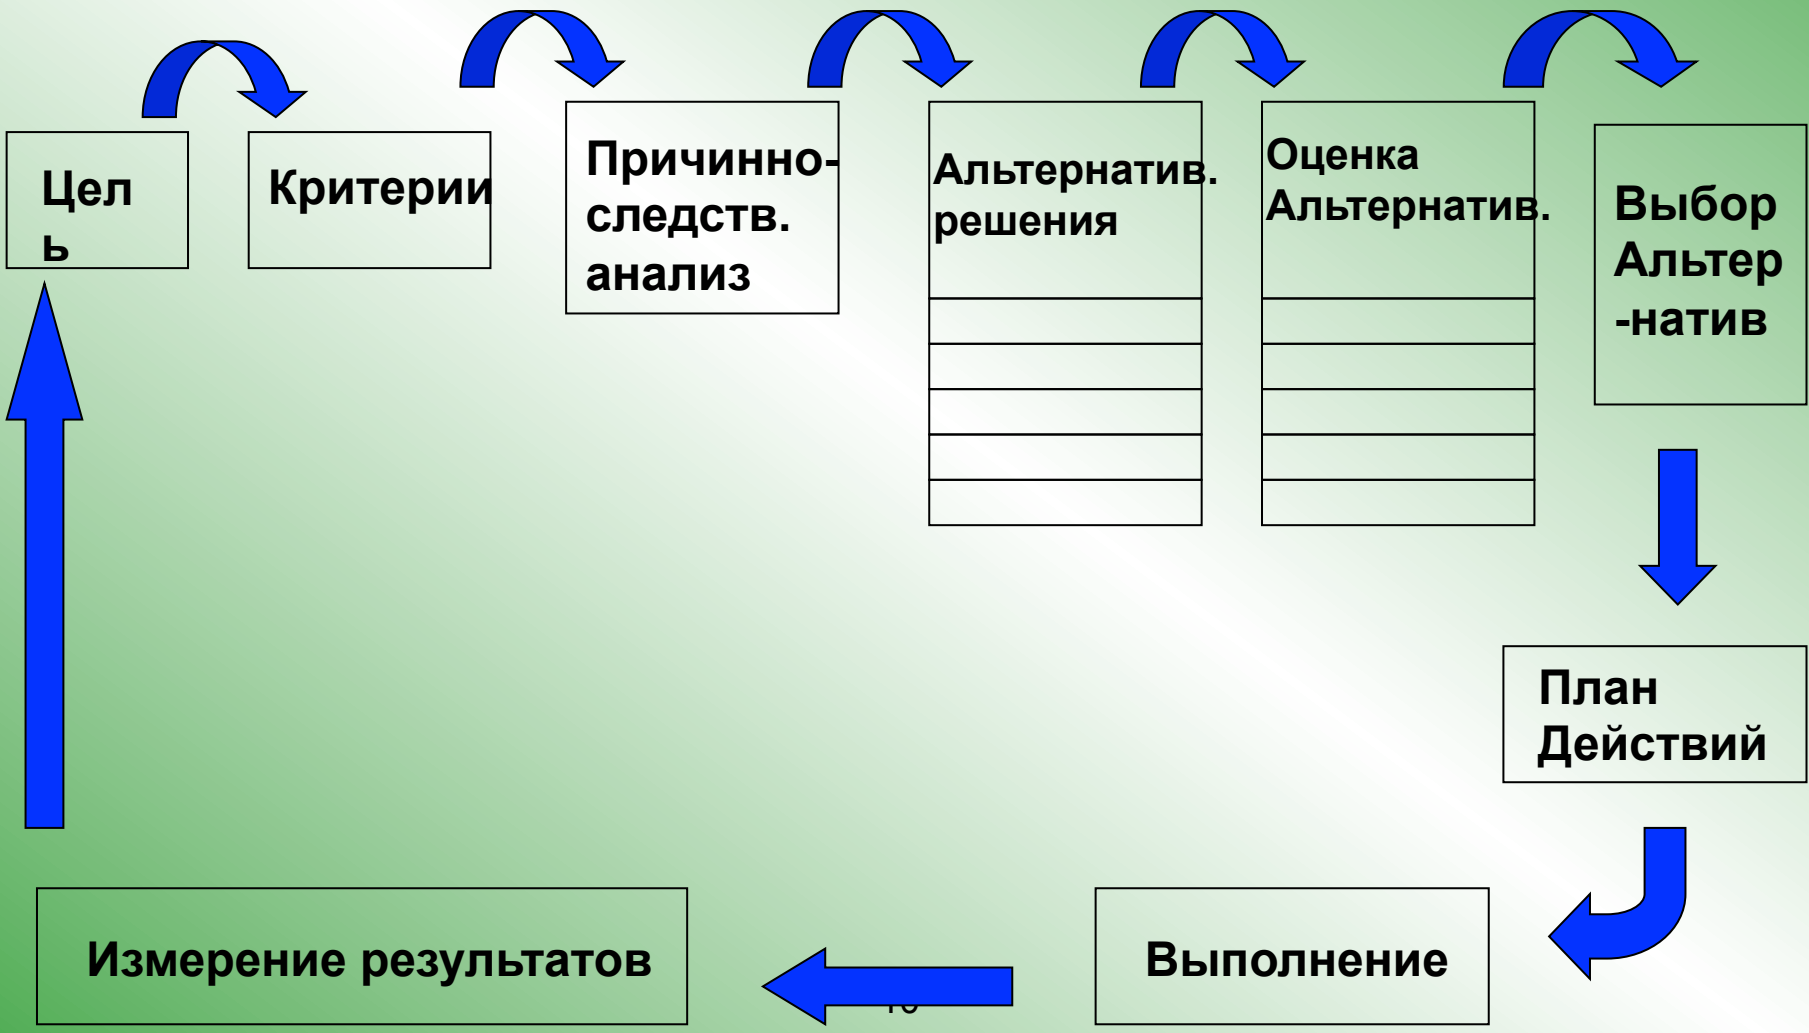 Цел
ь
Критерии
Причинно-
следств.
анализ
Альтернатив.
решения
Оценка
Альтернатив.
Выбор
Альтер
-натив
План
Действий
Выполнение
Измерение результатов